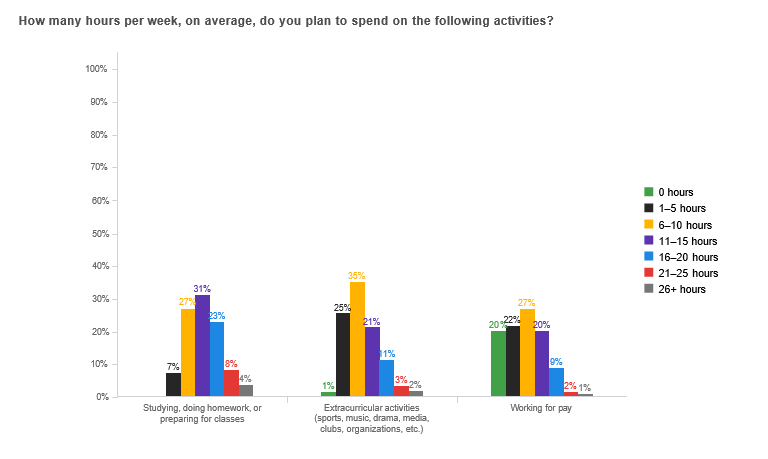 How many hours per week, on average, do you plan to spend on the following activities?
100%
90%
80%
70%
60%
50%
40%
30%
20%
10%
0%
7%
27%
31%
23%
8%
4%
1%
25%
35%
21%
11%
3%
2%
20%
22%
27%
20%
9%
2%
1%
Studying, doing homework, or
preparing for classes
Extracurricular activities
(sports, music, drama, media,
clubs, organizations, etc.)
Working for pay
0 hours
1–5 hours
6–10 hours
11–15 hours
16–20 hours
21–25 hours
26+ hours